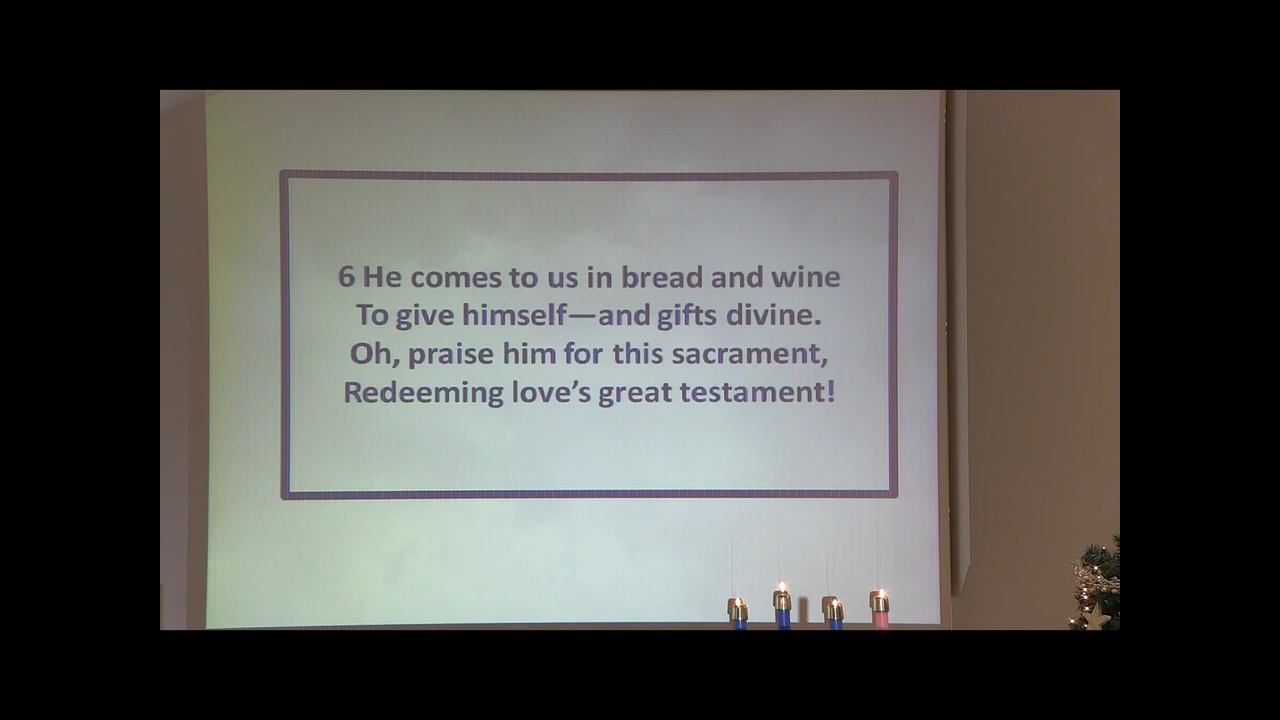 6 He comes to us in bread and wine
To give himself—and gifts divine.
Oh, praise him for this sacrament,
Redeeming love’s great testament!